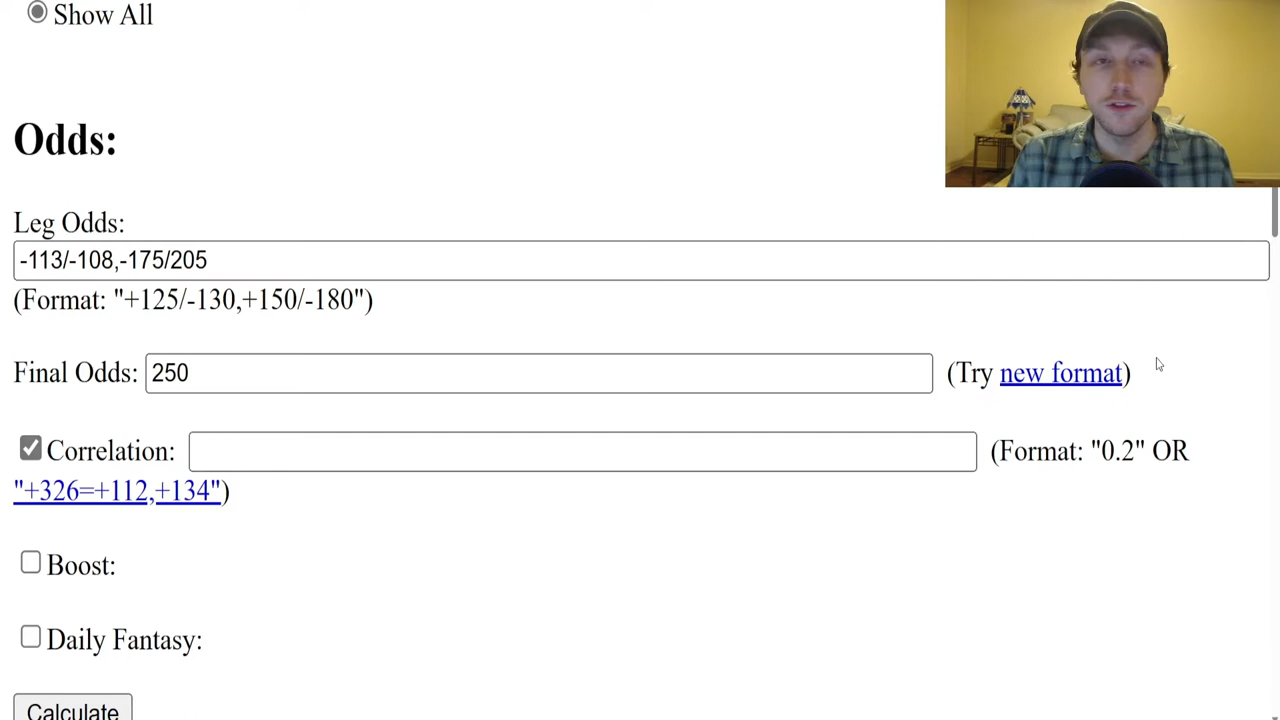 Show All
Odds:
Leg Odds:
-113/-108,-175/205
(Format: "+125/-130,+150/-180")
Final Odds: 250 (Try new format)
Correlation: (Format: "0.2" OR
"+326=+112,+134")
Boost:
Daily Fantasy:
Calculate